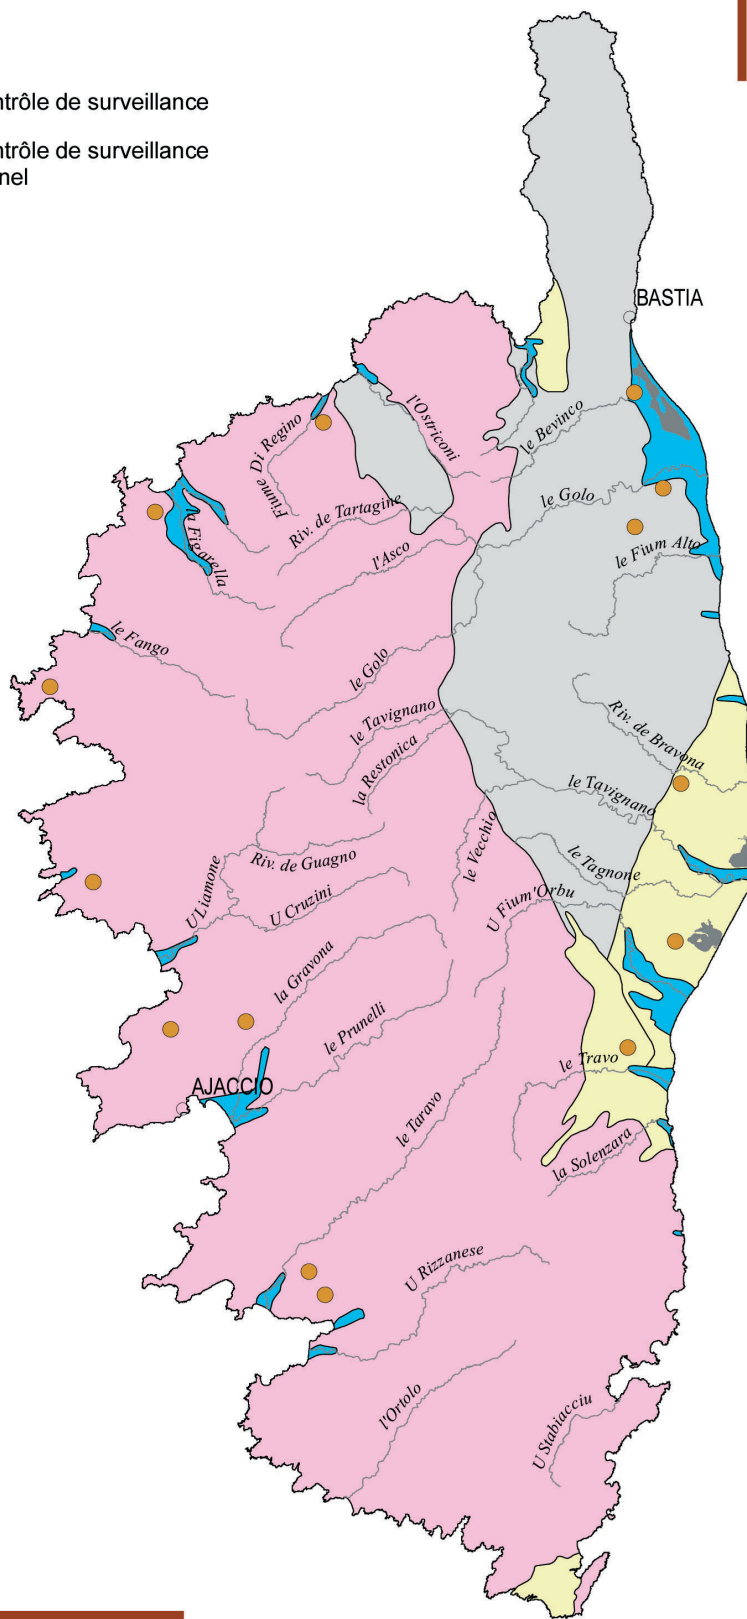 ntrôle de surveillance
ntrôle de surveillance
nel
BASTIA
l'Ostriconi
Fiume Di Regino
le Bevinco
la Figarella
Riv. de Tartagine
le Golo
l'Asco
le Fium Alto
le Fango
le Golo
le Tavignano
la Restonica
Riv. de Bravona
le Tavignano
le Vecchio
le Tagnone
Riv. de Guagno
U Liamone
U Cruzini
U Fium'Orbu
la Gravona
le Prunelli
le Travo
AJACCIO
le Taravo
la Solenzara
U Rizzanese
l'Ortolo
U Stabiacciu